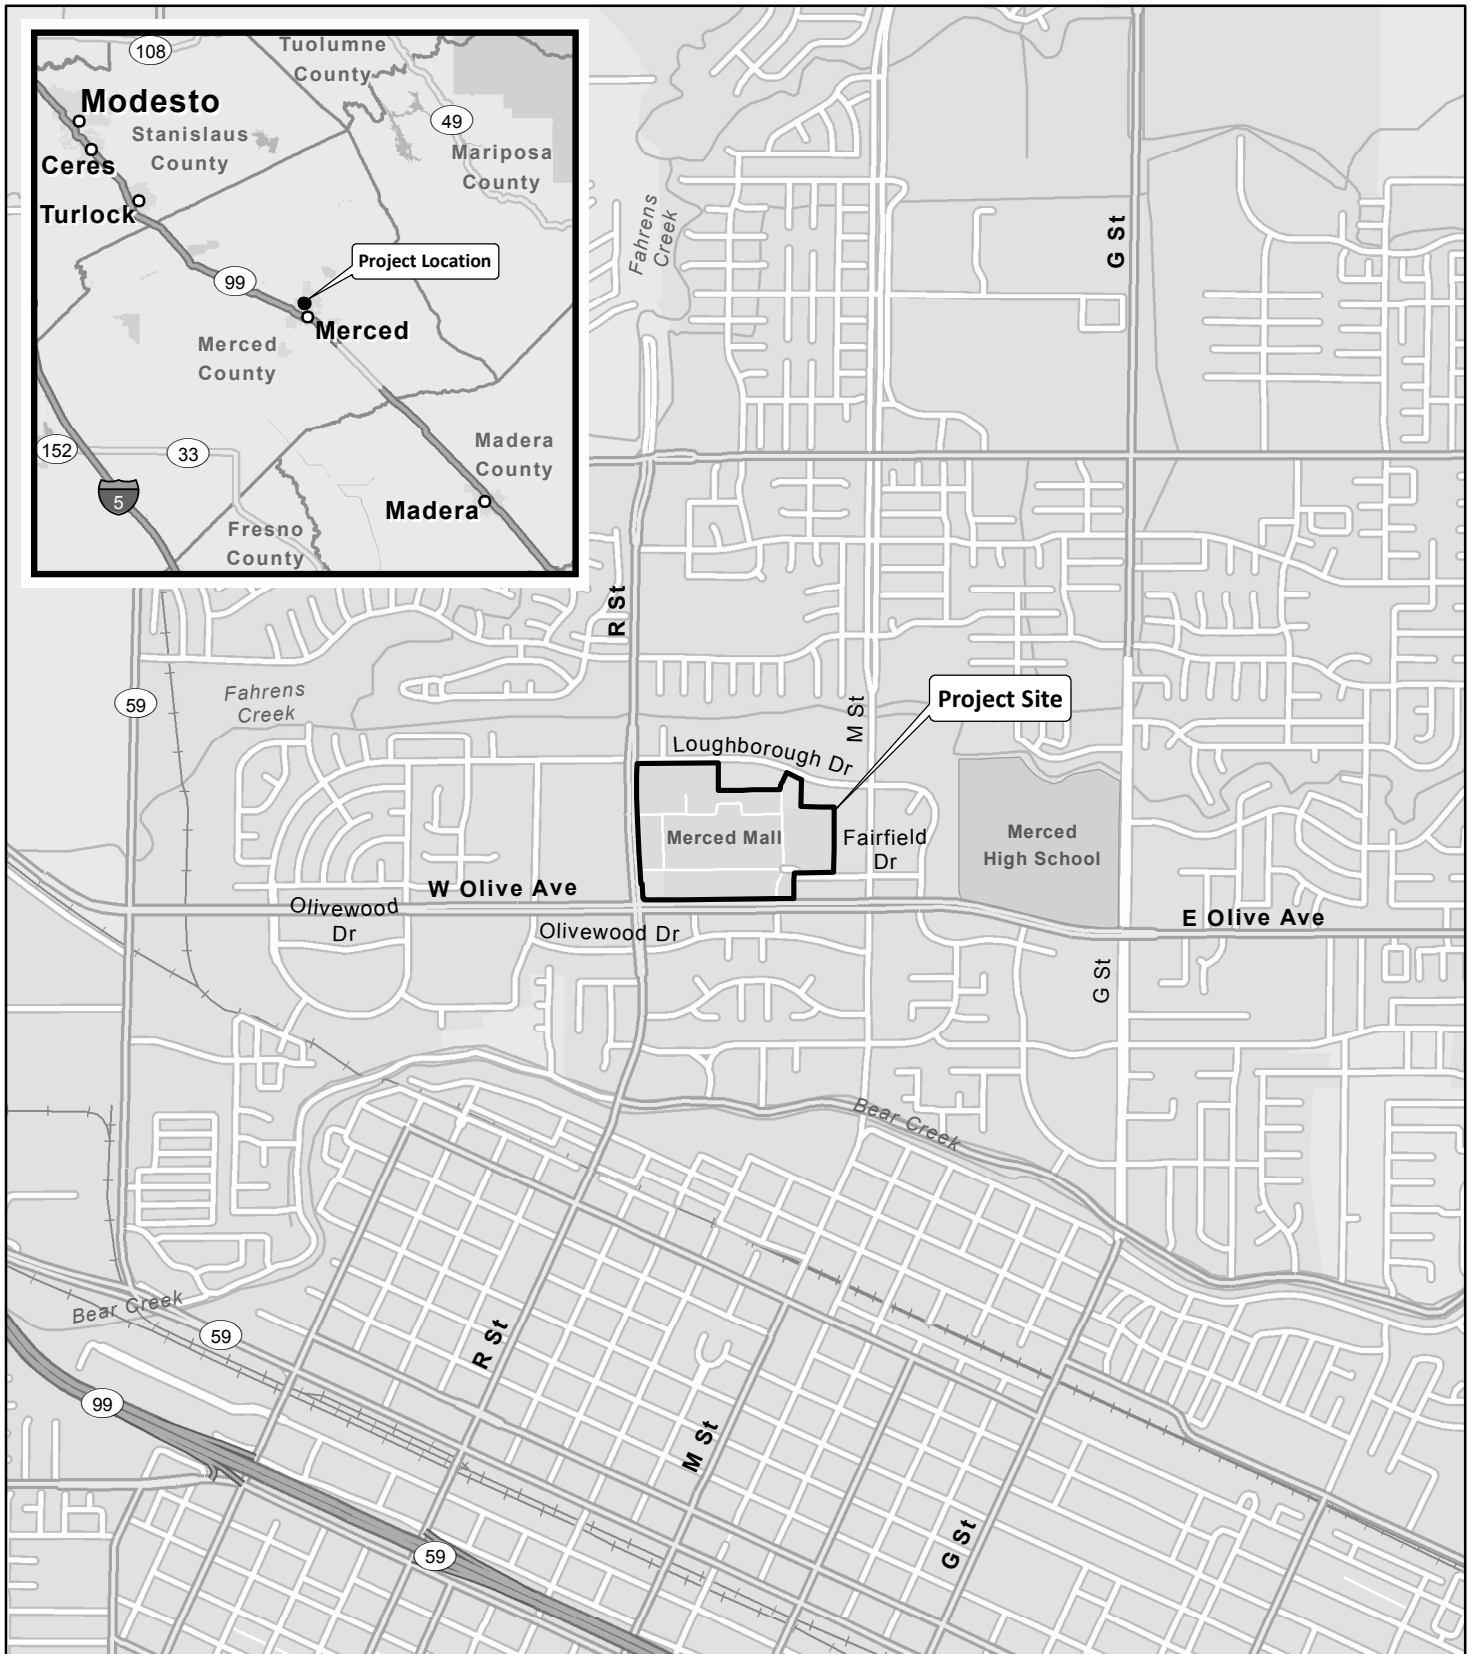 108
Tuolumne
County
Modesto
49
Stanislaus
County
Ceres
Mariposa
County
Turlock
Project Location
99
Merced
Merced
County
152
33
Madera
County
5
Madera
Fresno
County
Fahrens
Creek
G St
R St
59
Fahrens
Creek
M St
Project Site
Loughborough Dr
Merced Mall
Fairfield
Dr
Merced
High School
W Olive Ave
Olivewood
Dr
Olivewood Dr
E Olive Ave
G St
Bear Creek
Bear Creek
59
R St
99
M St
G St
59